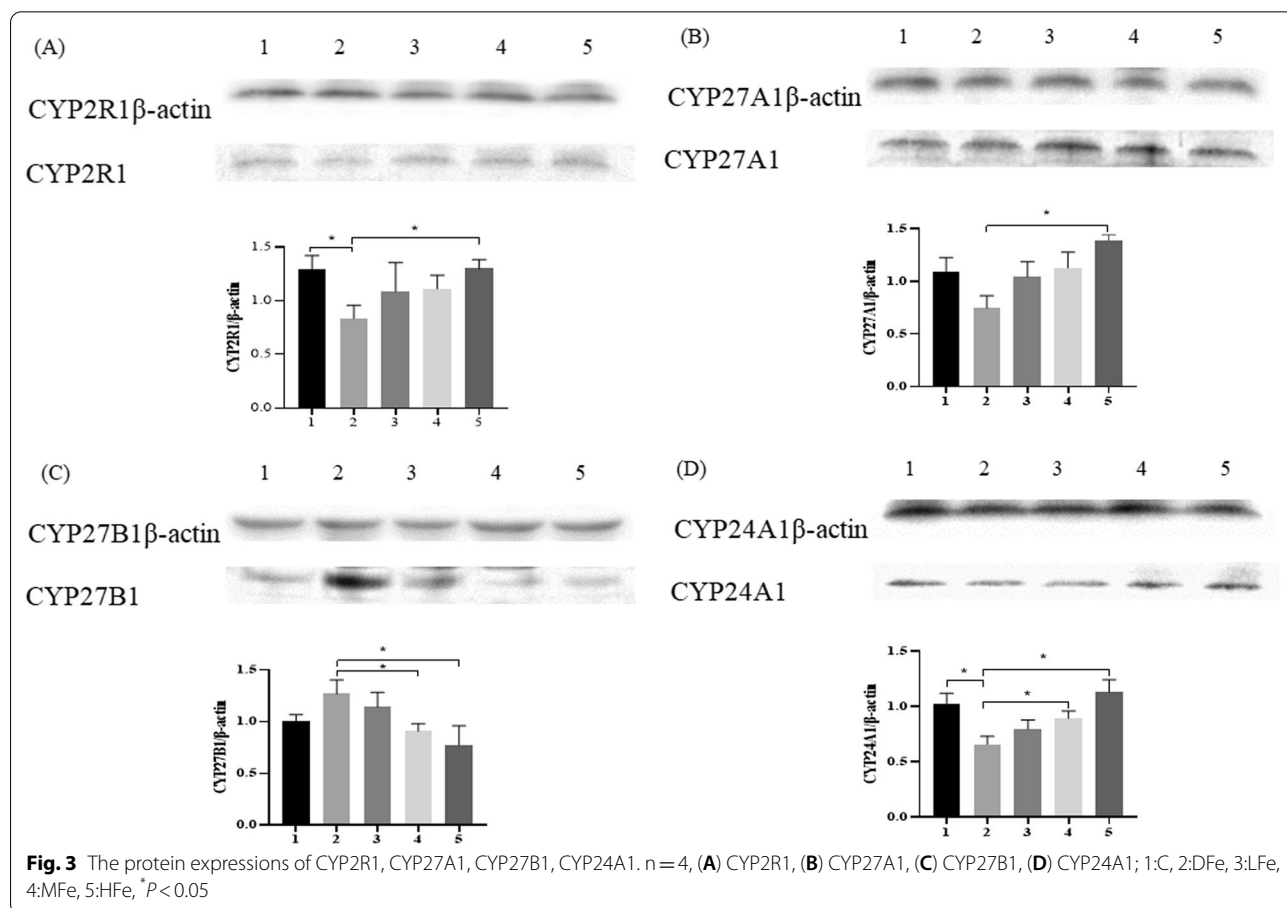 (A)
1 2 3 4 5
CYP2R1β-actin
CYP2R1
* *
1.5
1.0
0.5
0.0
CYP2R1/β-actin
1 2 3 4 5
(B)
1 2 3 4 5
CYP27A1β-actin
CYP27A1
*
1.5
1.0
0.5
0.0
CYP27A1/β-actin
1 2 3 4 5
(C)
1 2 3 4 5
CYP27B1β-actin
CYP27B1
*
*
1.5
1.0
0.5
0.0
CYP27B1/β-actin
1 2 3 4 5
(D)
1 2 3 4 5
CYP24A1β-actin
CYP24A1
* *
*
1.5
1.0
0.5
0.0
CYP24A1/β-actin
1 2 3 4 5
Fig. 3 The protein expressions of CYP2R1, CYP27A1, CYP27B1, CYP24A1. n = 4, (A) CYP2R1, (B) CYP27A1, (C) CYP27B1, (D) CYP24A1; 1:C, 2:DFe, 3:LFe,
4:MFe, 5:HFe, *P < 0.05